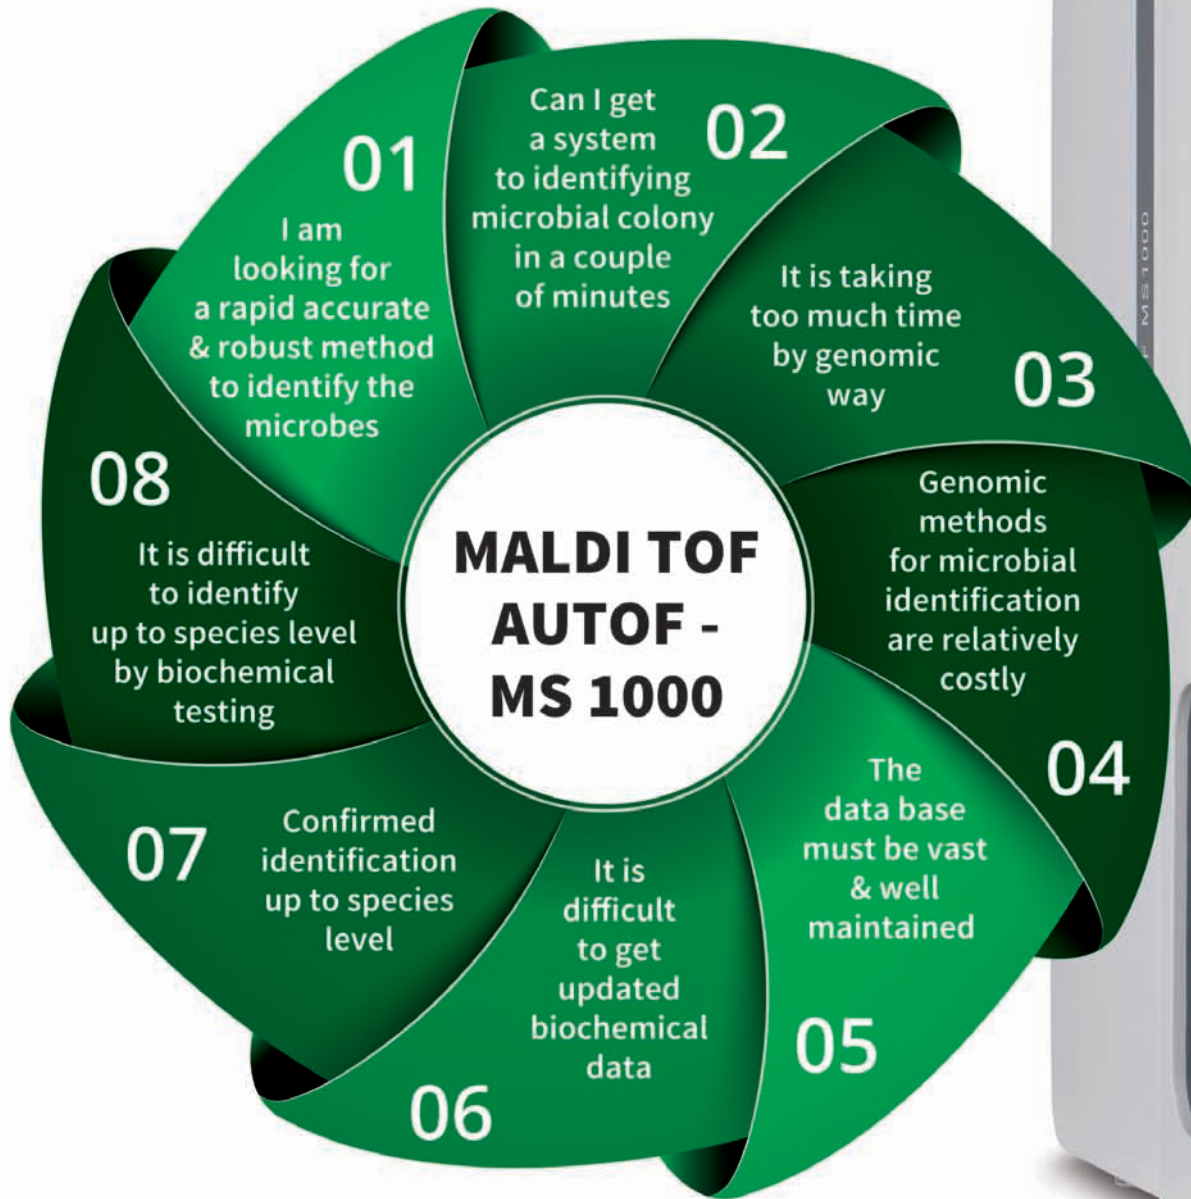 01
I am
looking for
a rapid accurate
& robust method
to identify the
microbes
Can I get
a system
to identifying
microbial colony
in a couple
of minutes
02
It is taking
too much time
by genomic
way
03
Genomic
methods
for microbial
identification
are relatively
costly
04
The
data base
must be vast
& well
maintained
05
It is
difficult
to get
updated
biochemical
data
06
07
Confirmed
identification
up to species
level
08
It is difficult
to identify
up to species level
by biochemical
testing
MALDI TOF
AUTOF -
MS 1000
MS1000